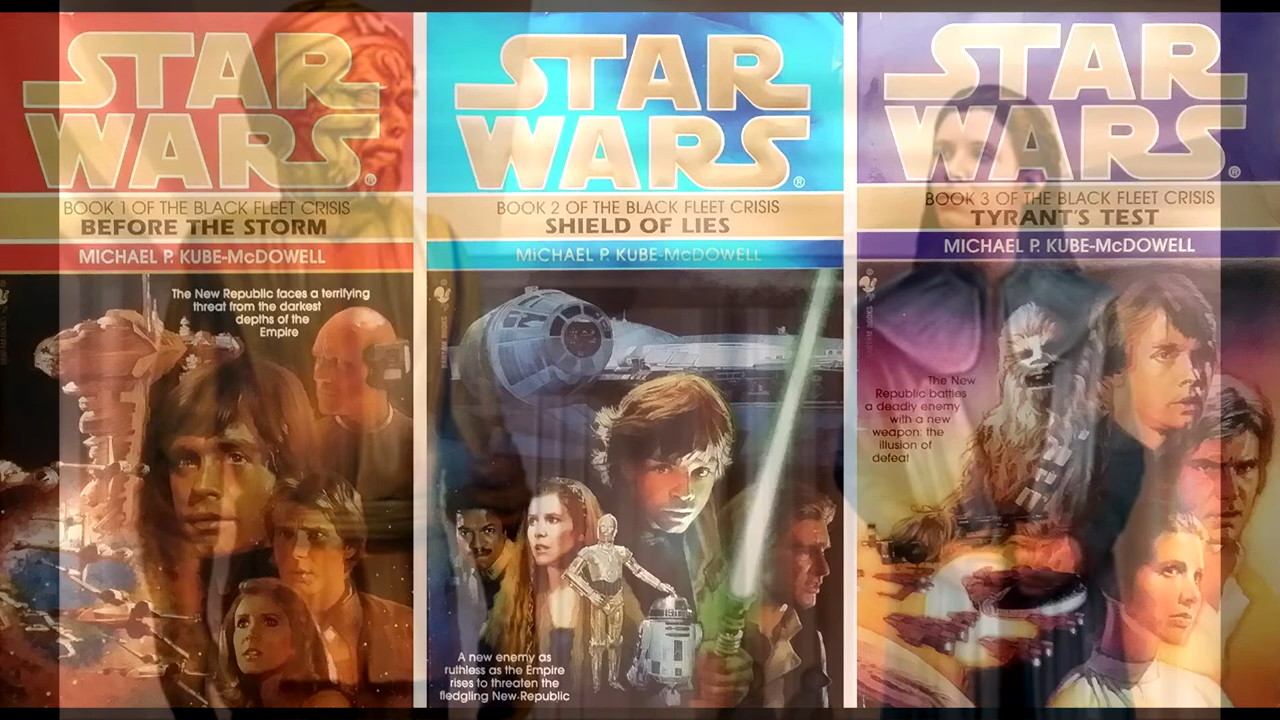 STAR
WARS®
BOOK 1 OF THE BLACK FLEET CRISIS
BEFORE THE STORM
MICHAEL P. KUBE-McDOWELL
The New Republic faces a terrifying
threat from the darkest
depths of the
Empire
STAR
WARS®
BOOK 2 OF THE BLACK FLEET CRISIS
SHIELD OF LIES
MiCHAEL P. KUBE-McDOWELL
A new enemy as
ruthless as the Empire
rises to threaten the
fledgling New Republic
STAR
WARS®
BOOK 3 OF THE BLACK FLEET CRISIS
TYRANT'S TEST
MICHAEL P. KUBE-McDOWELL
The New
Republic battles
a deadly enemy
with a new
weapon: the
illusion of
defeat